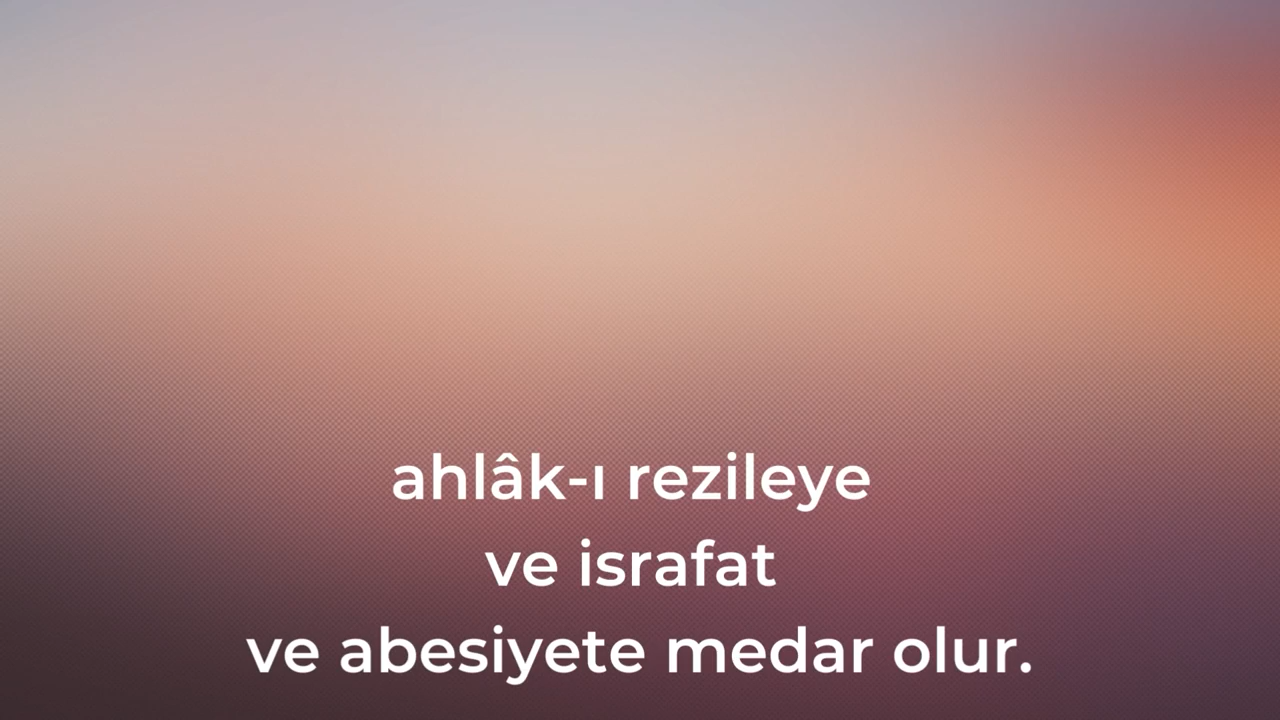 ahlâk-ı rezileye
ve israfat
ve abesiyete medar olur.